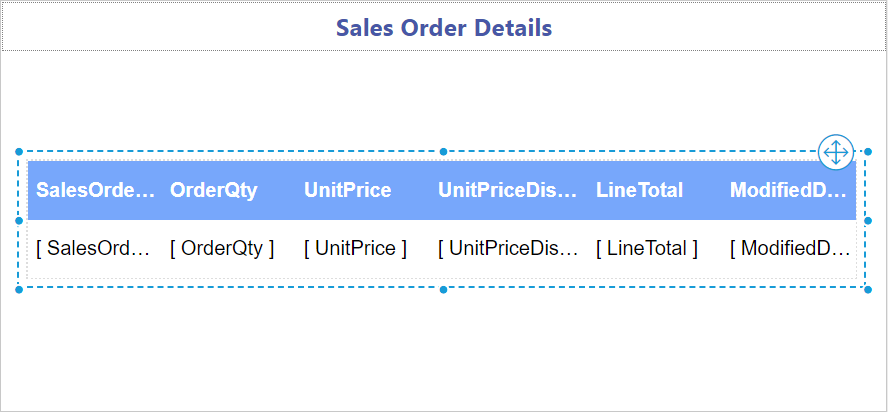 Sales Order Details
SalesOrde… OrderQty UnitPrice UnitPriceDis… LineTotal ModifiedD…
[ SalesOrd… [ OrderQty ] [ UnitPrice ] [ UnitPriceDis… [ LineTotal ] [ ModifiedD…